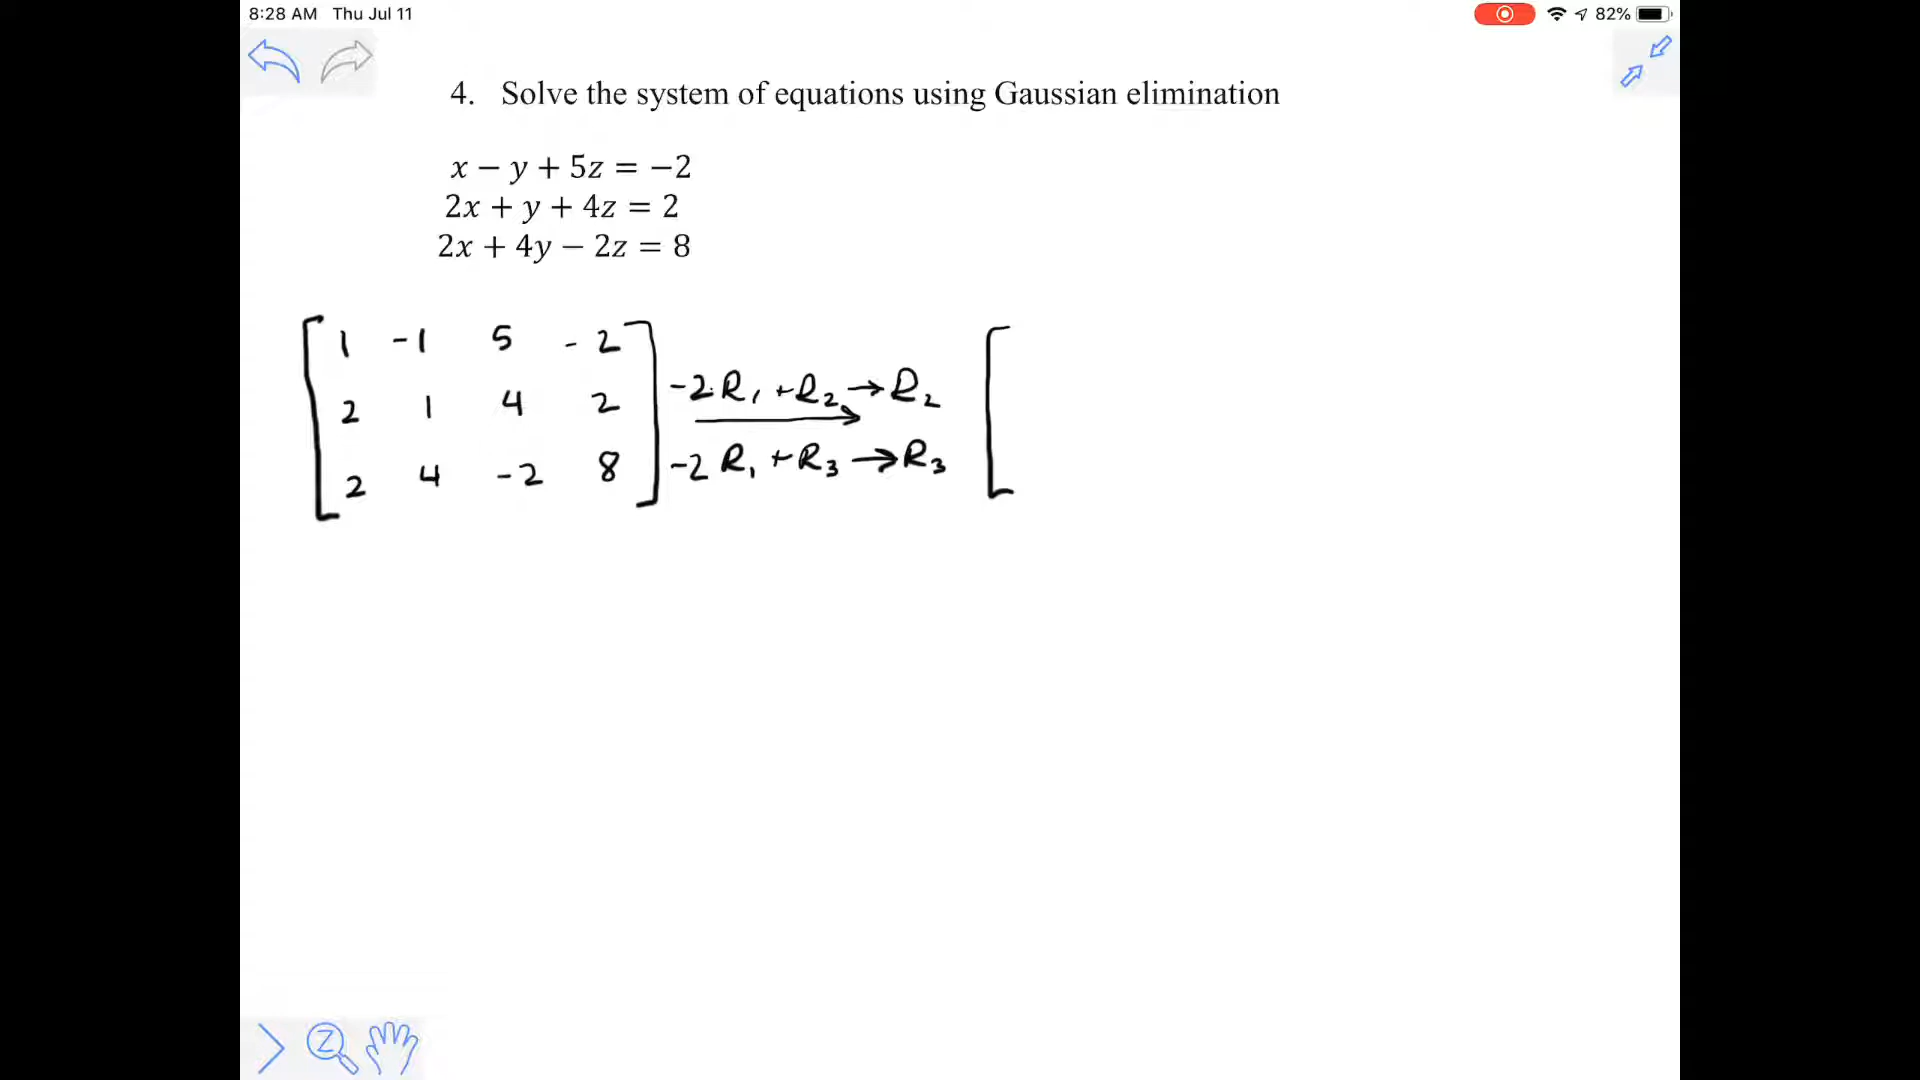 8:28 AM Thu Jul 11 82%
4. Solve the system of equations using Gaussian elimination
x − y + 5z = −2
2x + y + 4z = 2
2x + 4y − 2z = 8
1 -1 5 -2
2 1 4 2
2 4 -2 8
-2R₁ + R₂ → R₂
-2R₁ + R₃ → R₃
Z